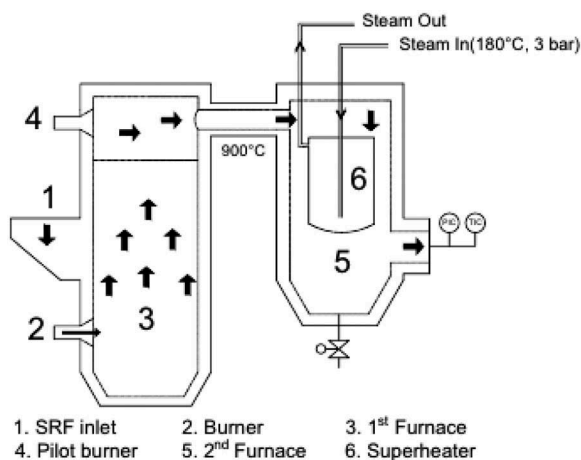 Steam Out
Steam In(180°C, 3 bar)
4
900°C
6
1
PIC
TIC
5
2
3
1. SRF inlet 2. Burner 3. 1st Furnace
4. Pilot burner 5. 2nd Furnace 6. Superheater